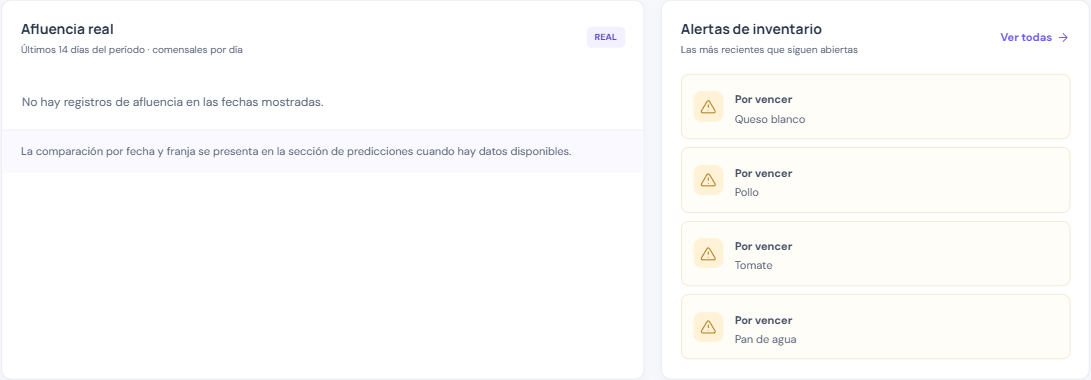 Afluencia real
Últimos 14 días del período · comensales por día
REAL
No hay registros de afluencia en las fechas mostradas.
La comparación por fecha y franja se presenta en la sección de predicciones cuando hay datos disponibles.
Alertas de inventario
Las más recientes que siguen abiertas
Ver todas →
Por vencer
Queso blanco
Por vencer
Pollo
Por vencer
Tomate
Por vencer
Pan de agua